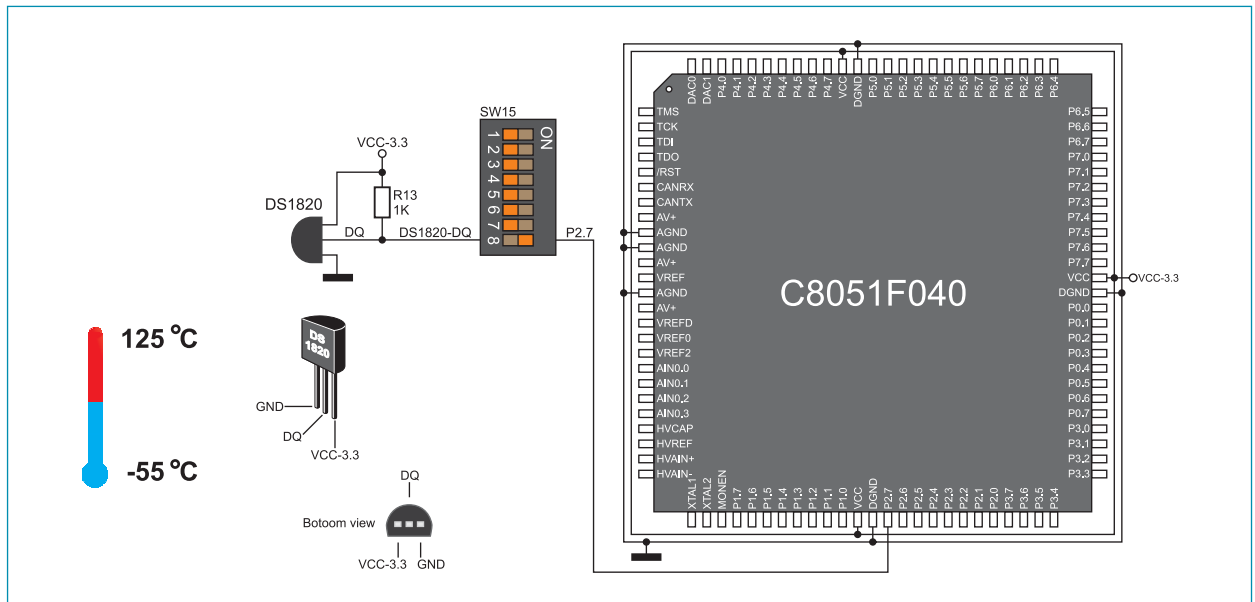 VCC-3.3
DS1820
DQ
R13
1K
DS1820-DQ
SW15
ON
1
2
3
4
5
6
7
8
P2.7
125 °C
-55 °C
DS
1820
GND
DQ
VCC-3.3
DQ
Botoom view
VCC-3.3 GND
C8051F040
DAC0
DAC1
P4.0
P4.1
P4.2
P4.3
P4.4
P4.5
P4.6
P4.7
VCC
DGND
P5.0
P5.1
P5.2
P5.3
P5.4
P5.5
P5.6
P5.7
P6.0
P6.1
P6.2
P6.3
P6.4
TMS
TCK
TDI
TDO
/RST
CANRX
CANTX
AV+
AGND
AGND
AV+
VREF
AGND
AV+
VREFD
VREF0
VREF2
AIN0.0
AIN0.1
AIN0.2
AIN0.3
HVCAP
HVREF
HVAIN+
HVAIN-
P6.5
P6.6
P6.7
P7.0
P7.1
P7.2
P7.3
P7.4
P7.5
P7.6
P7.7
VCC
DGND
P0.0
P0.1
P0.2
P0.3
P0.4
P0.5
P0.6
P0.7
P3.0
P3.1
P3.2
P3.3
VCC-3.3
XTAL1
XTAL2
MONEN
P1.7
P1.6
P1.5
P1.4
P1.3
P1.2
P1.1
P1.0
VCC
DGND
P2.7
P2.6
P2.5
P2.4
P2.3
P2.2
P2.1
P2.0
P3.7
P3.6
P3.5
P3.4